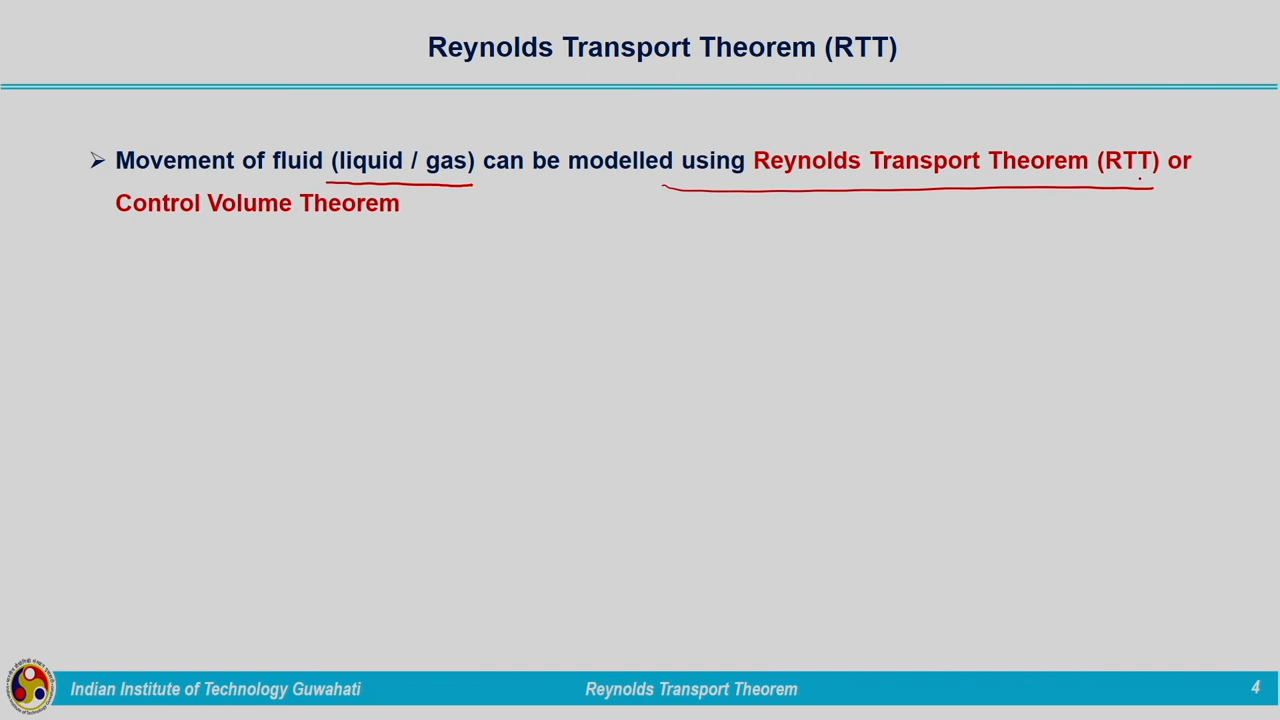 Reynolds Transport Theorem (RTT)
Movement of fluid (liquid / gas) can be modelled using Reynolds Transport Theorem (RTT) or
Control Volume Theorem
Indian Institute of Technology Guwahati
Reynolds Transport Theorem
4